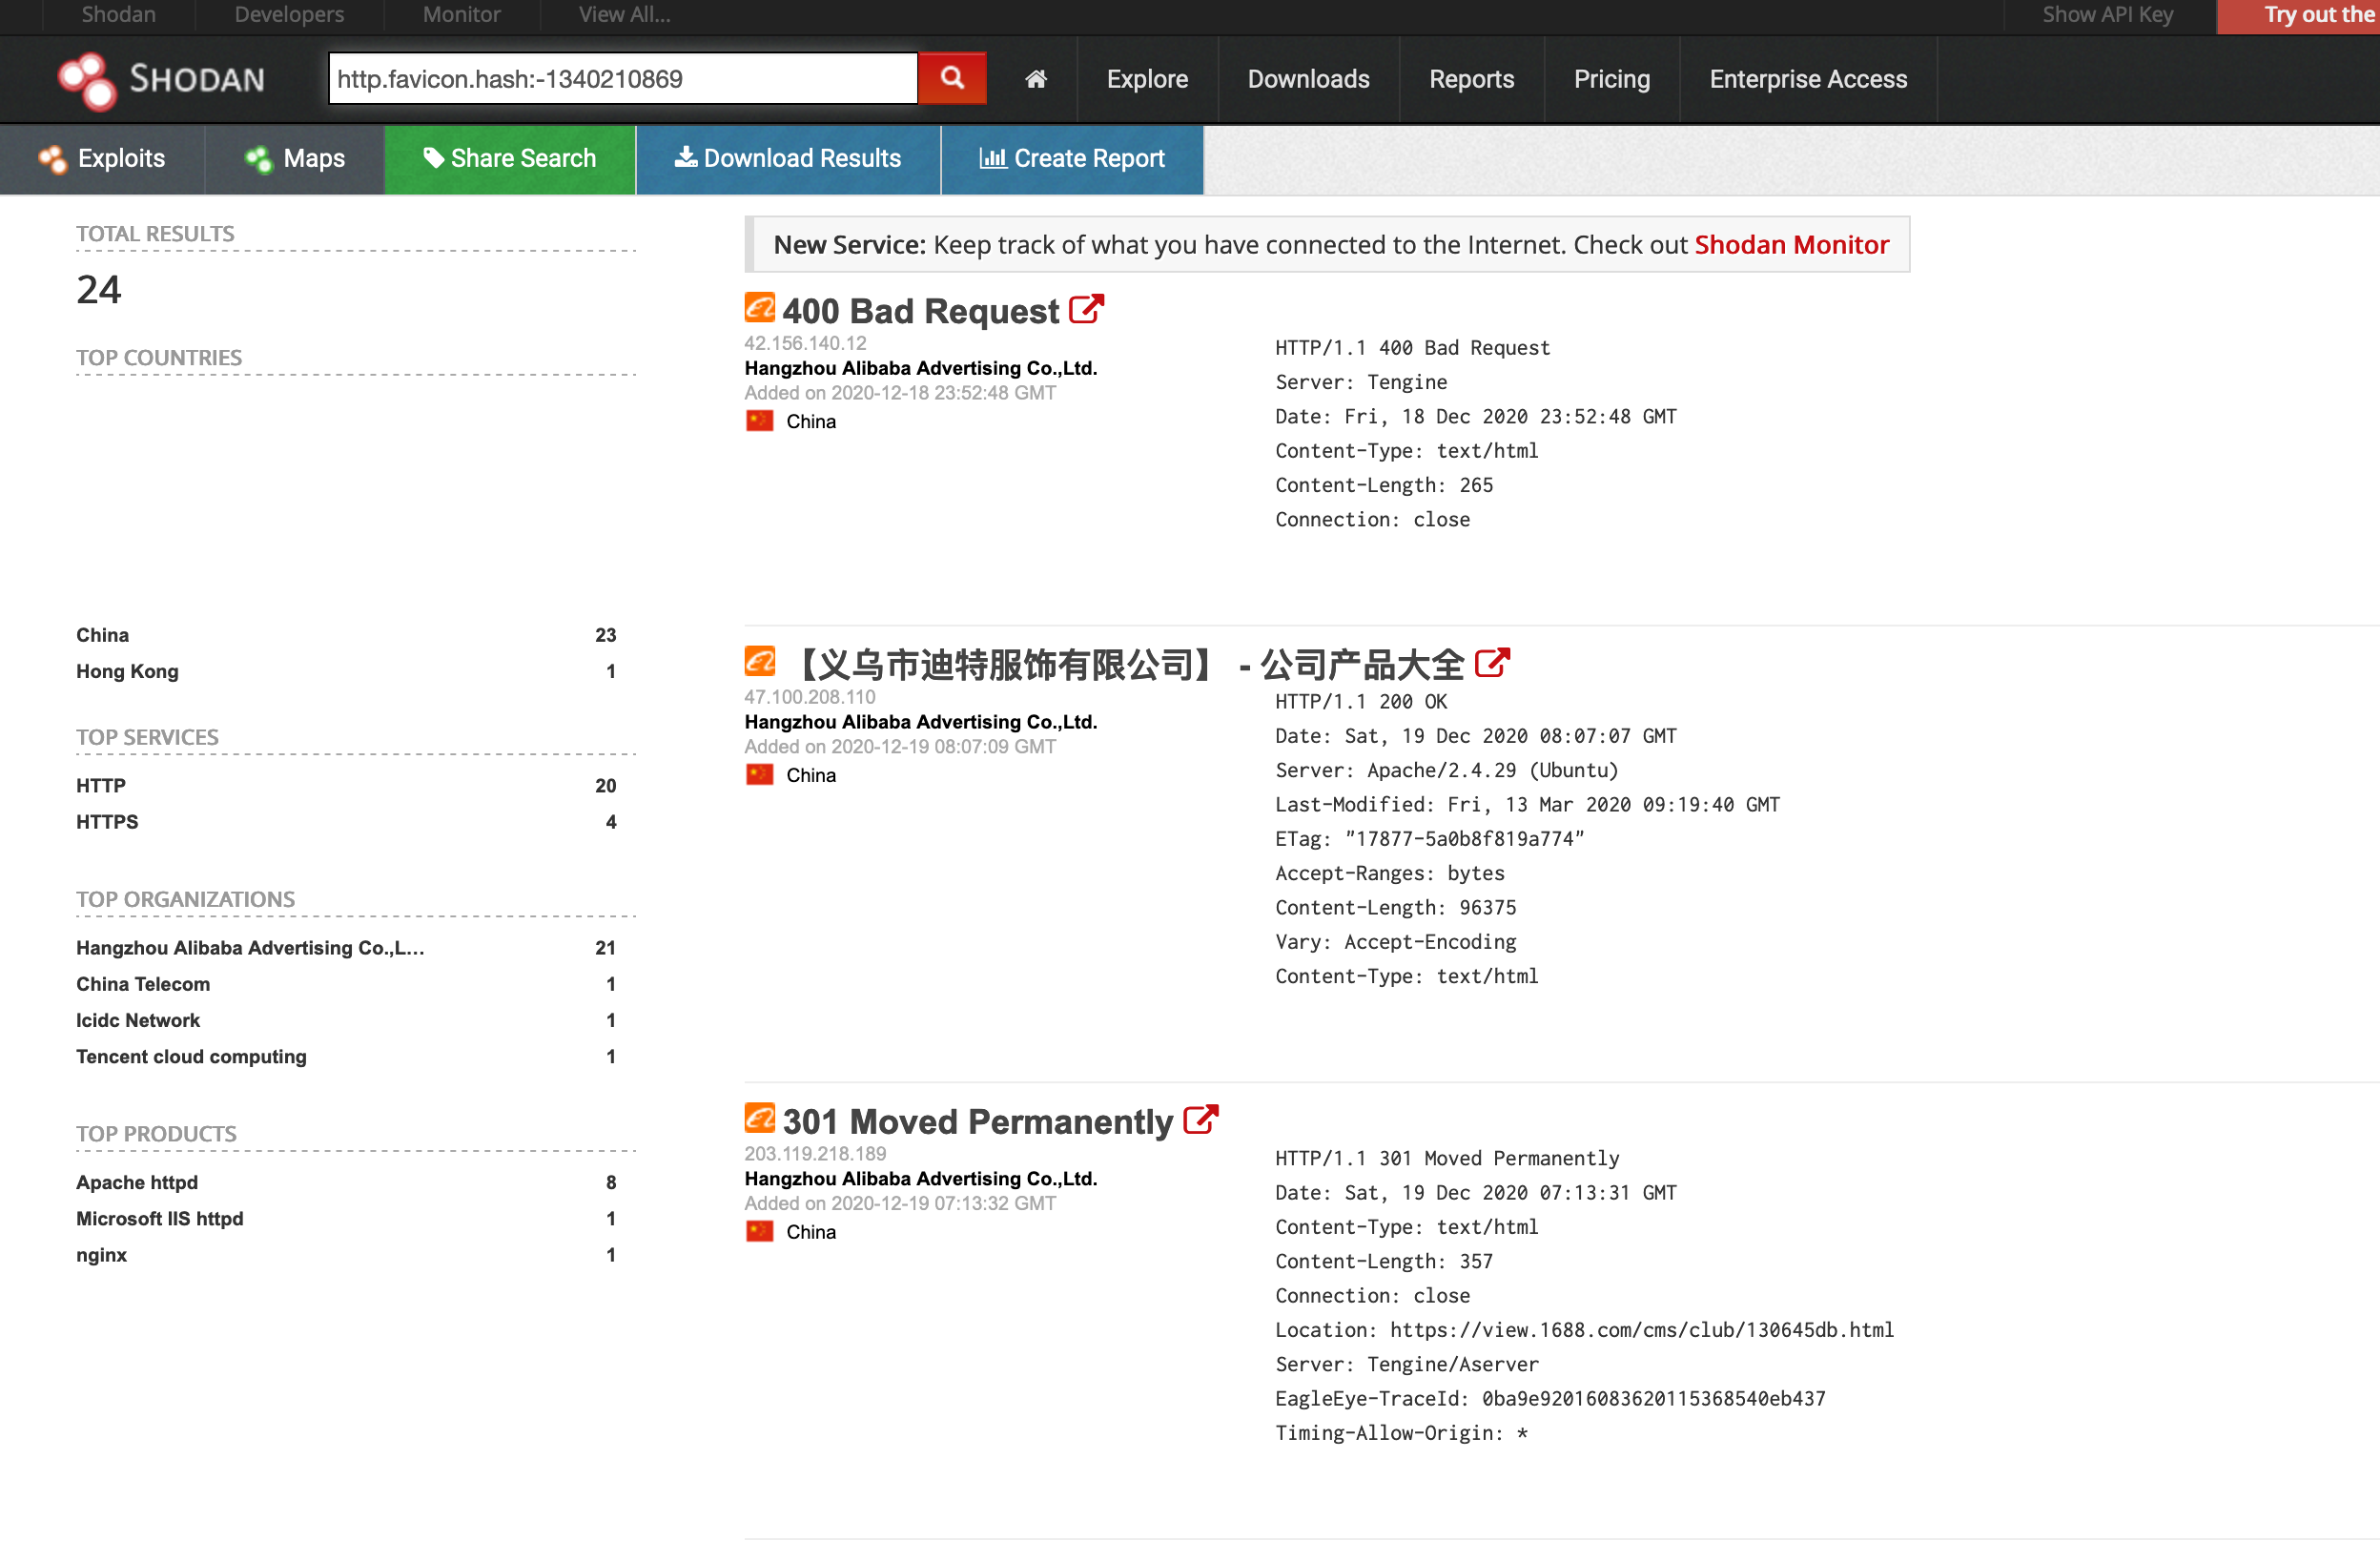 Shodan Developers Monitor View All... Show API Key Try out the
SHODAN http.favicon.hash:-1340210869 Explore Downloads Reports Pricing Enterprise Access
Exploits Maps Share Search Download Results Create Report
TOTAL RESULTS
24
TOP COUNTRIES
China 23
Hong Kong 1
TOP SERVICES
HTTP 20
HTTPS 4
TOP ORGANIZATIONS
Hangzhou Alibaba Advertising Co.,L... 21
China Telecom 1
Icidc Network 1
Tencent cloud computing 1
TOP PRODUCTS
Apache httpd 8
Microsoft IIS httpd 1
nginx 1
New Service: Keep track of what you have connected to the Internet. Check out Shodan Monitor
400 Bad Request
42.156.140.12
Hangzhou Alibaba Advertising Co.,Ltd.
Added on 2020-12-18 23:52:48 GMT
China
HTTP/1.1 400 Bad Request
Server: Tengine
Date: Fri, 18 Dec 2020 23:52:48 GMT
Content-Type: text/html
Content-Length: 265
Connection: close
【义乌市迪特服饰有限公司】 - 公司产品大全
47.100.208.110
Hangzhou Alibaba Advertising Co.,Ltd.
Added on 2020-12-19 08:07:09 GMT
China
HTTP/1.1 200 OK
Date: Sat, 19 Dec 2020 08:07:07 GMT
Server: Apache/2.4.29 (Ubuntu)
Last-Modified: Fri, 13 Mar 2020 09:19:40 GMT
ETag: "17877-5a0b8f819a774"
Accept-Ranges: bytes
Content-Length: 96375
Vary: Accept-Encoding
Content-Type: text/html
301 Moved Permanently
203.119.218.189
Hangzhou Alibaba Advertising Co.,Ltd.
Added on 2020-12-19 07:13:32 GMT
China
HTTP/1.1 301 Moved Permanently
Date: Sat, 19 Dec 2020 07:13:31 GMT
Content-Type: text/html
Content-Length: 357
Connection: close
Location: https://view.1688.com/cms/club/130645db.html
Server: Tengine/Aserver
EagleEye-TraceId: 0ba9e92016083620115368540eb437
Timing-Allow-Origin: *